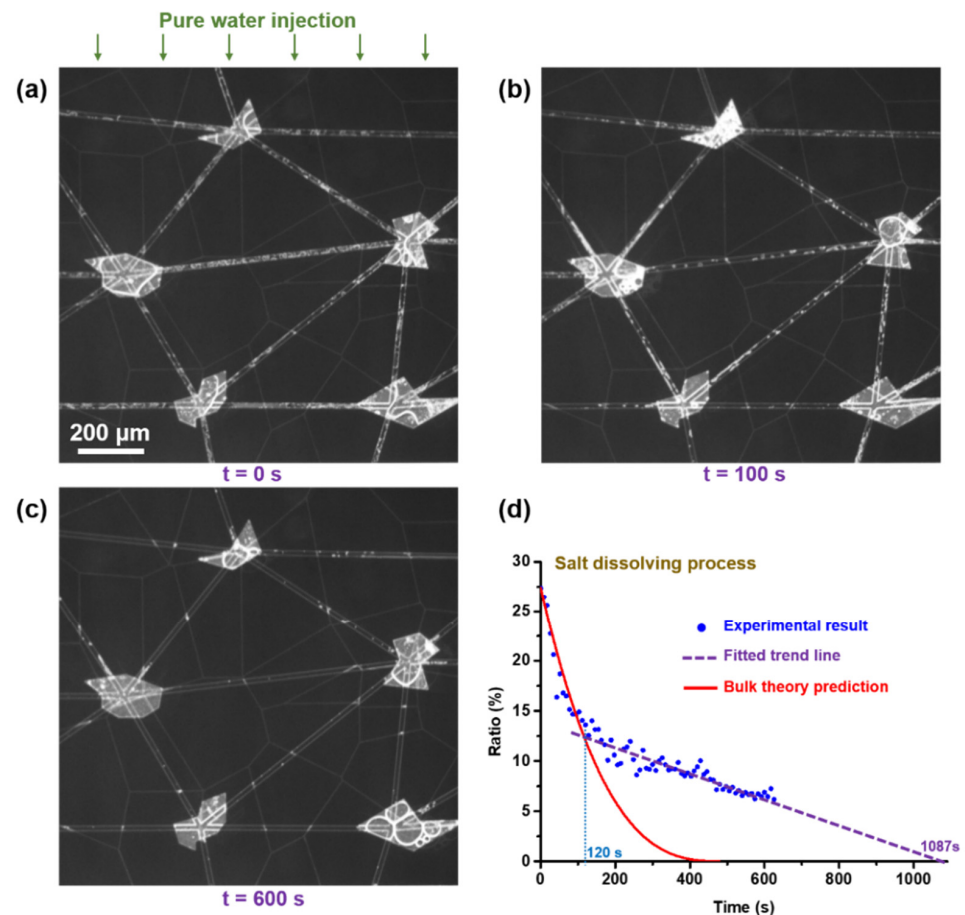 Pure water injection
(a)
(b)
200 µm
t = 0 s
t = 100 s
(c)
(d)
t = 600 s
30
25
20
15
10
5
0
Ratio (%)
Salt dissolving process
Experimental result
Fitted trend line
Bulk theory prediction
120 s
1087s
0
200
400
600
800
1000
Time (s)